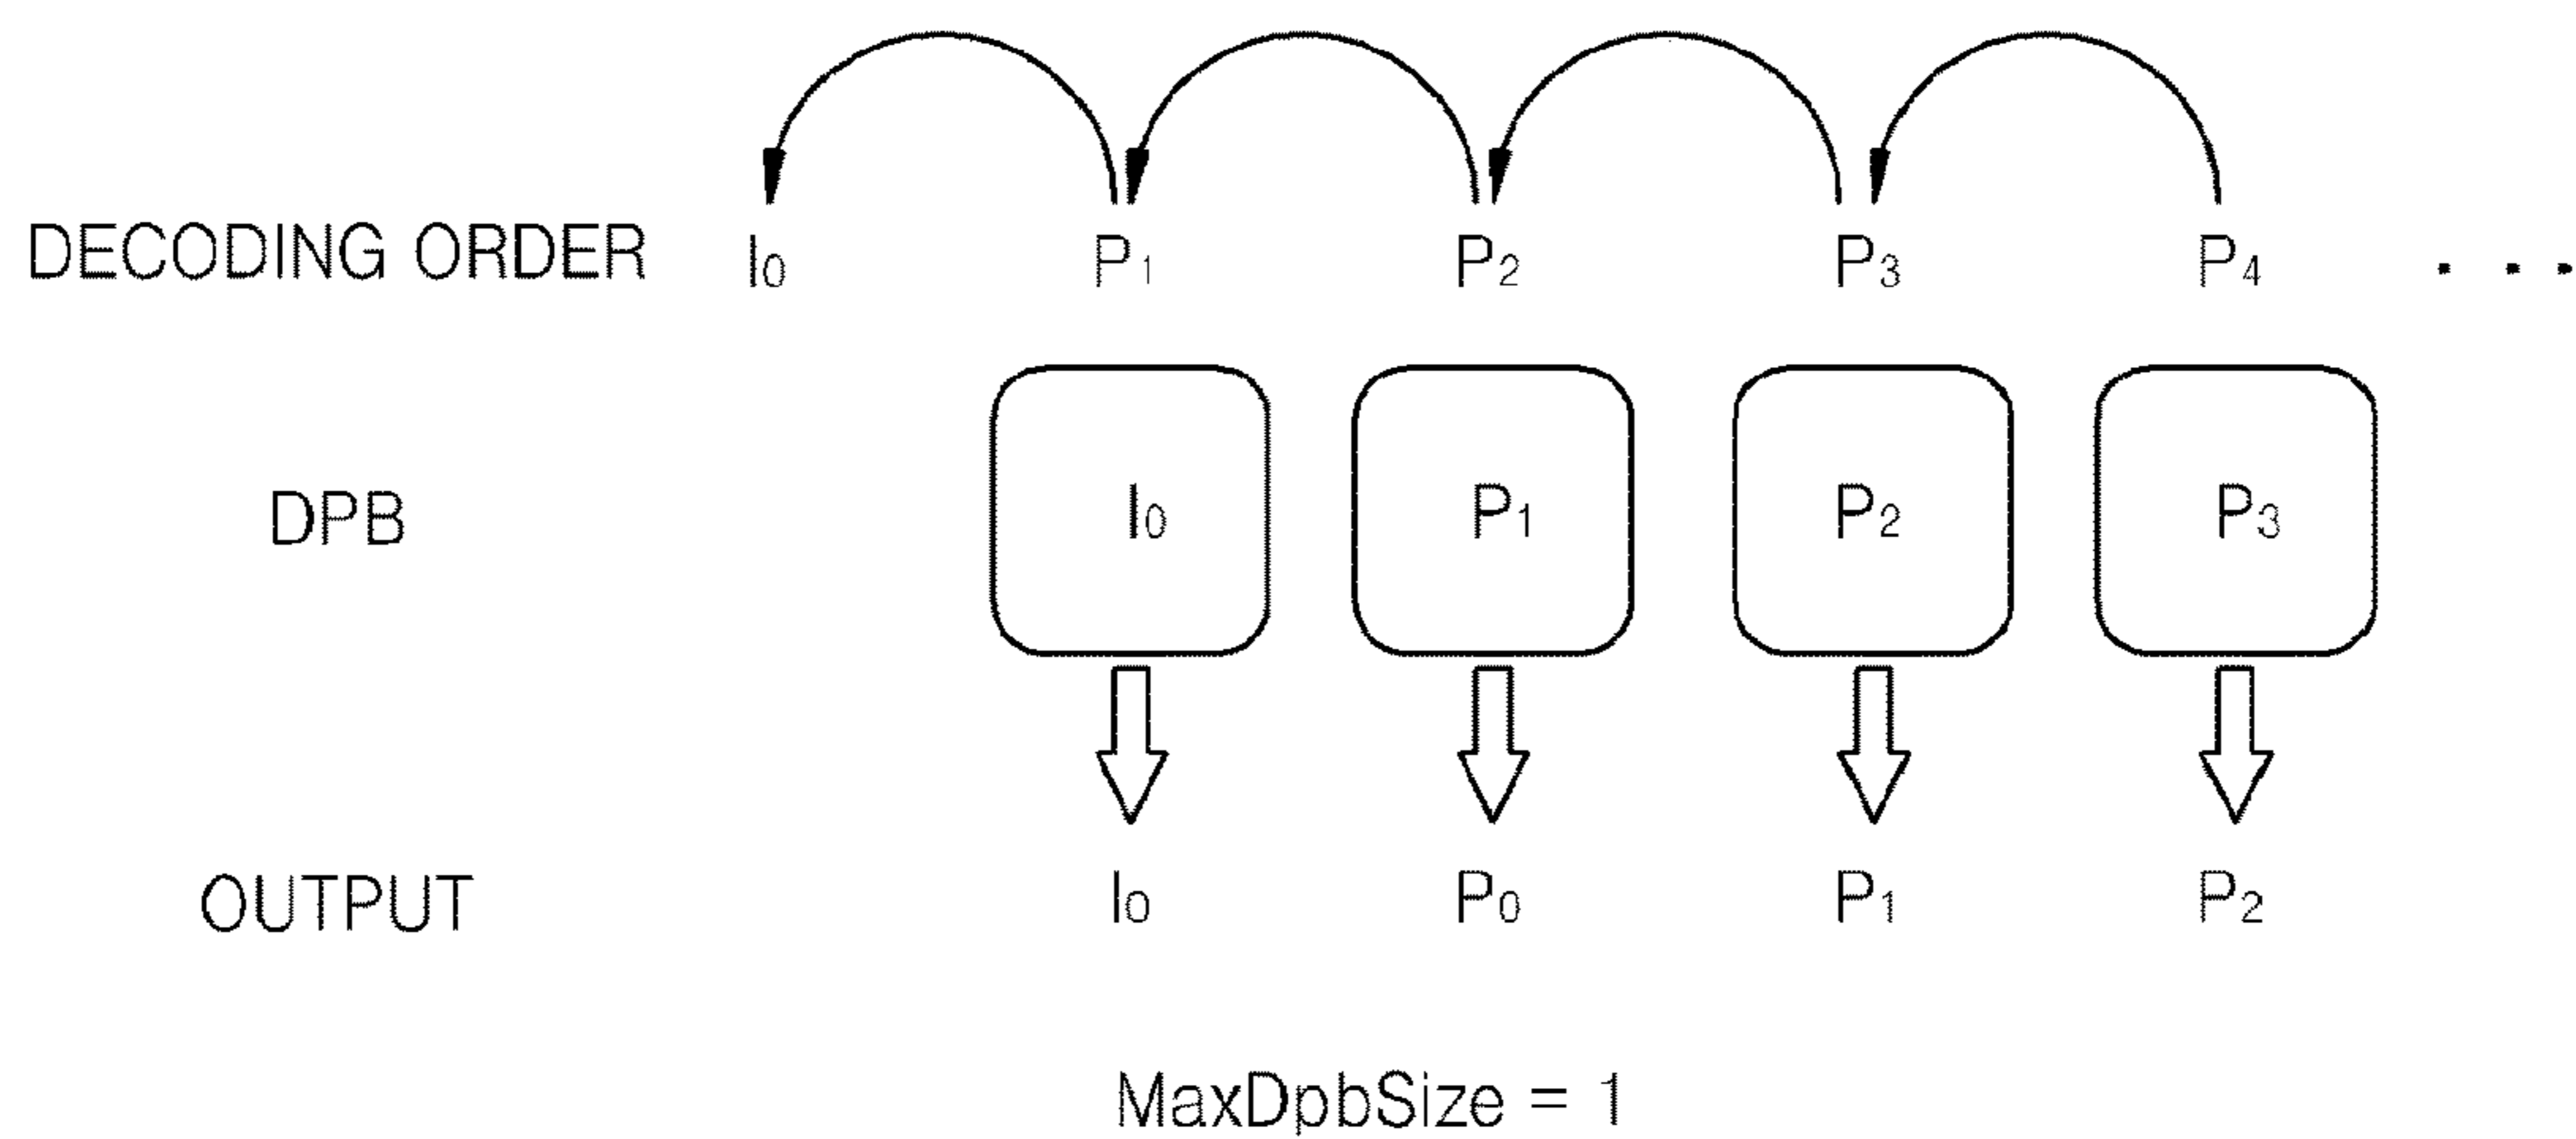 DECODING ORDER I₀ P₁ P₂ P₃ P₄ ...
DPB I₀ P₁ P₂ P₃
OUTPUT I₀ P₀ P₁ P₂
MaxDpbSize = 1